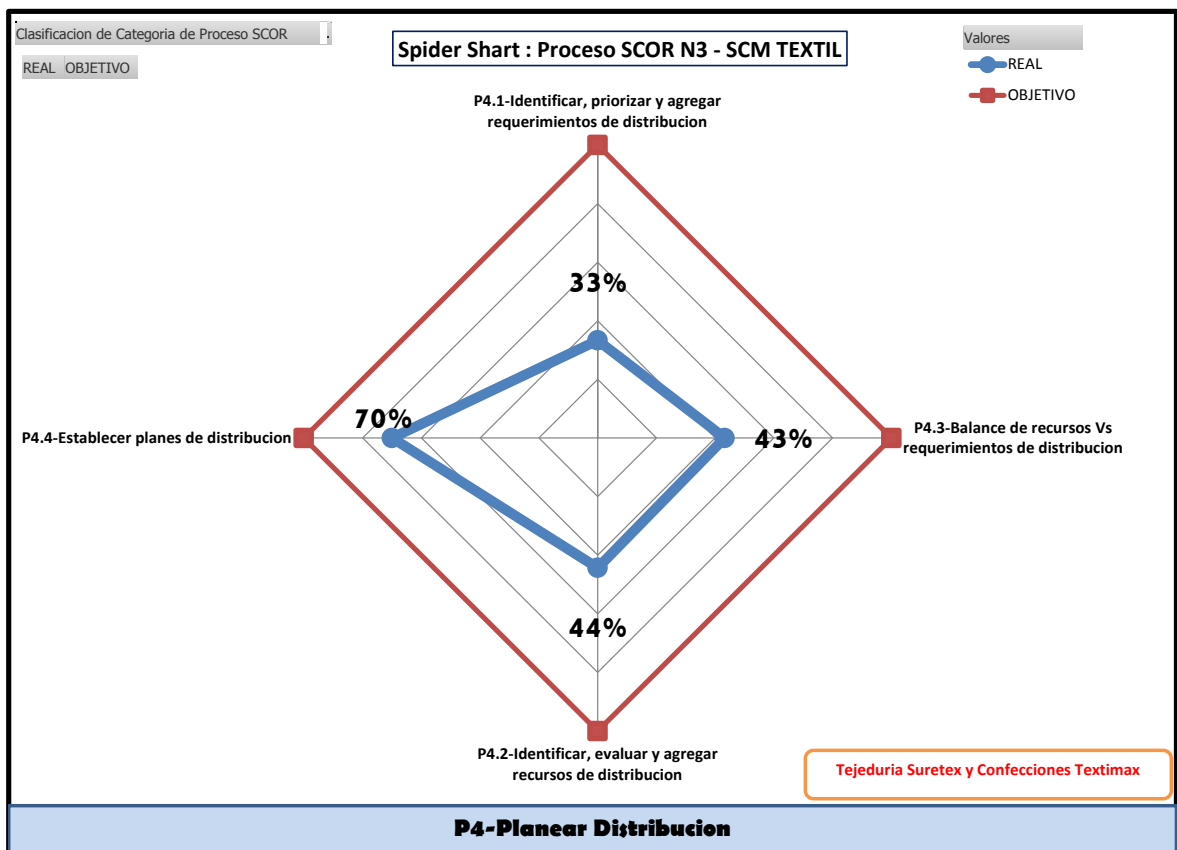 Clasificacion de Categoria de Proceso SCOR
REAL OBJETIVO
Spider Shart : Proceso SCOR N3 - SCM TEXTIL
Valores
REAL
OBJETIVO
P4.1-Identificar, priorizar y agregar
requerimientos de distribucion
33%
P4.4-Establecer planes de distribucion
70%
43%
P4.3-Balance de recursos Vs
requerimientos de distribucion
44%
P4.2-Identificar, evaluar y agregar
recursos de distribucion
Tejeduria Suretex y Confecciones Textimax
P4-Planear Distribucion